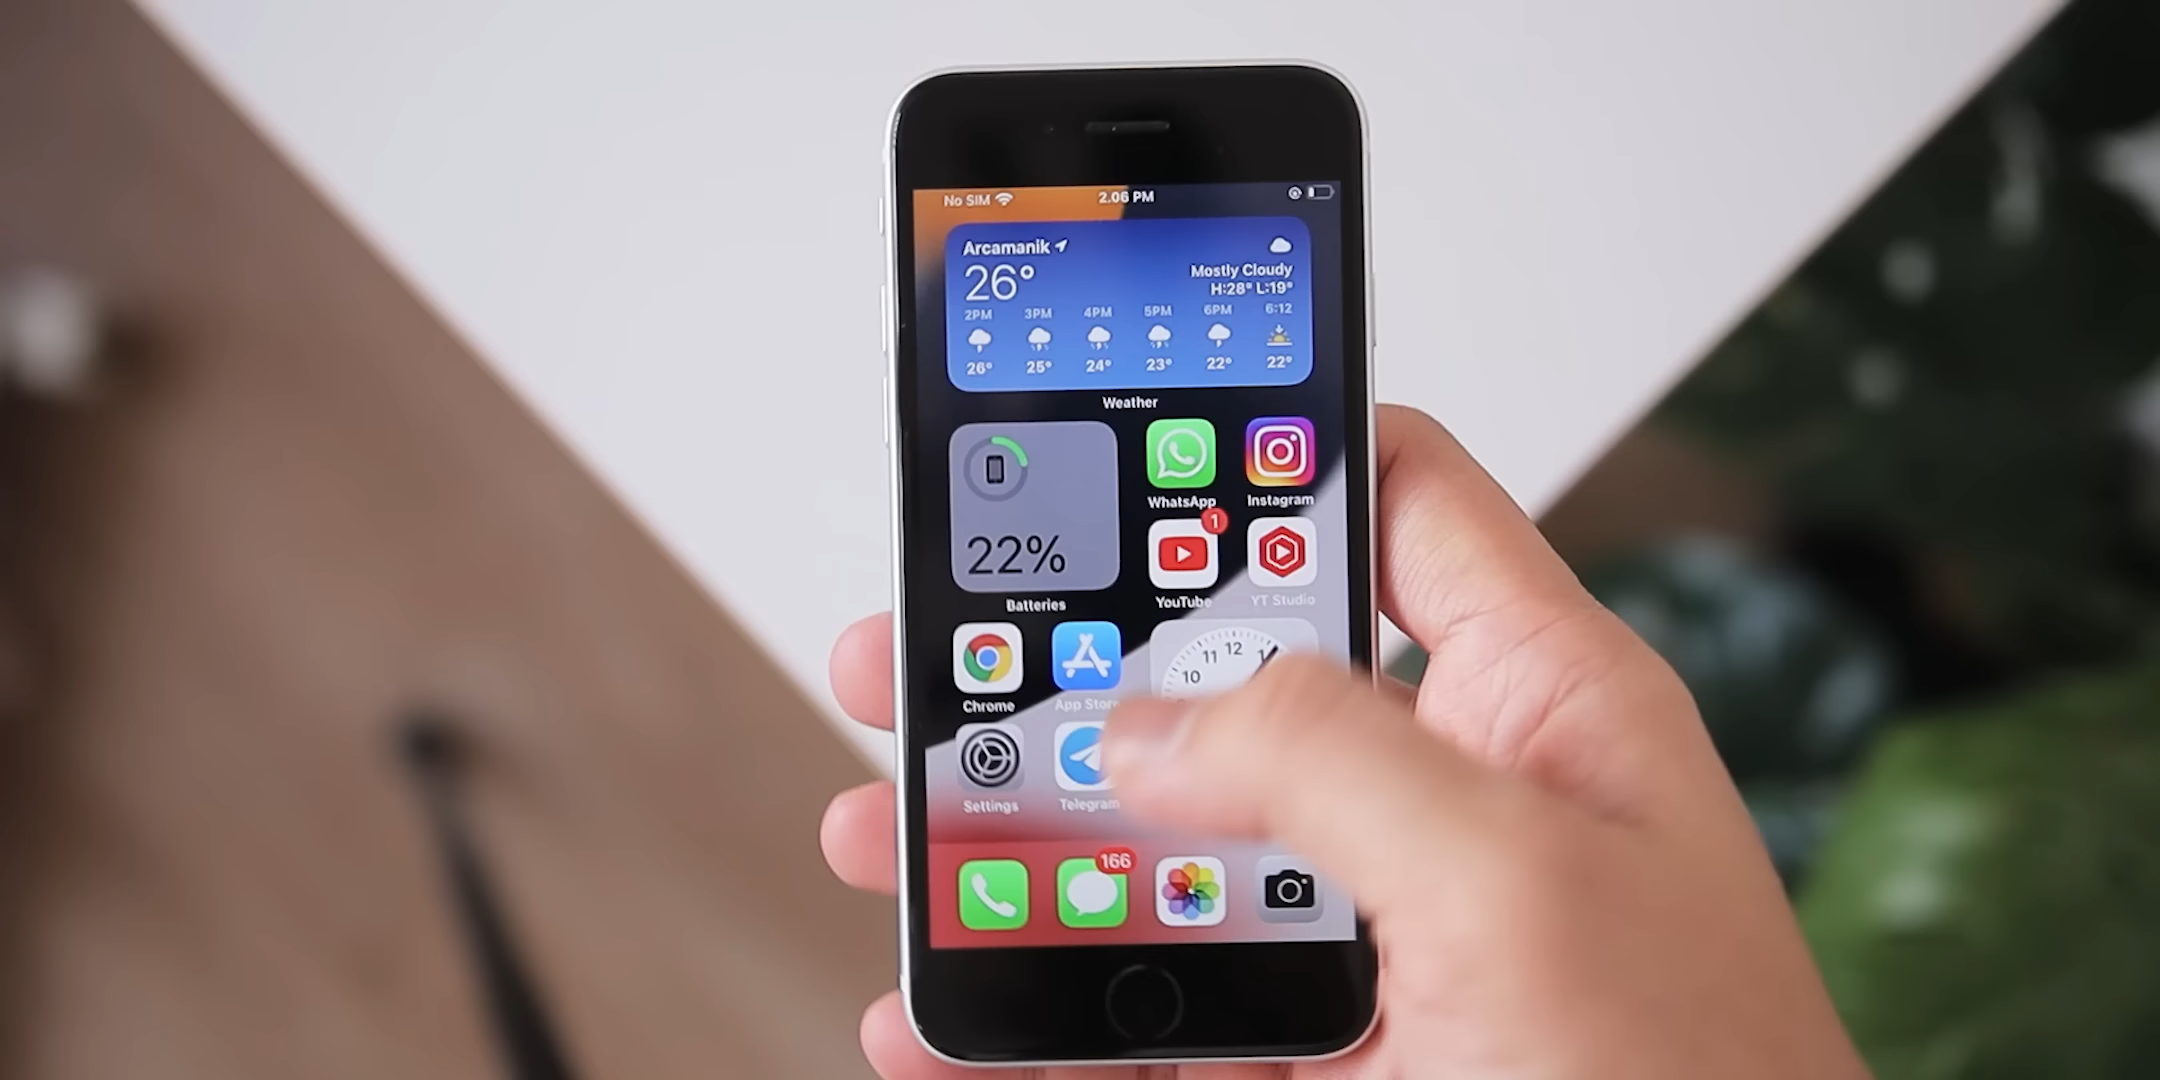 No SIM 2.06 PM
Arcamanik
26°
Mostly Cloudy
H:28° L:19°
2PM 3PM 4PM 5PM 6PM 6:12
26° 25° 24° 23° 22° 22°
Weather
22%
Batteries
WhatsApp Instagram
1
YouTube YT Studio
10 11 12
Chrome App Store
Settings Telegram
166